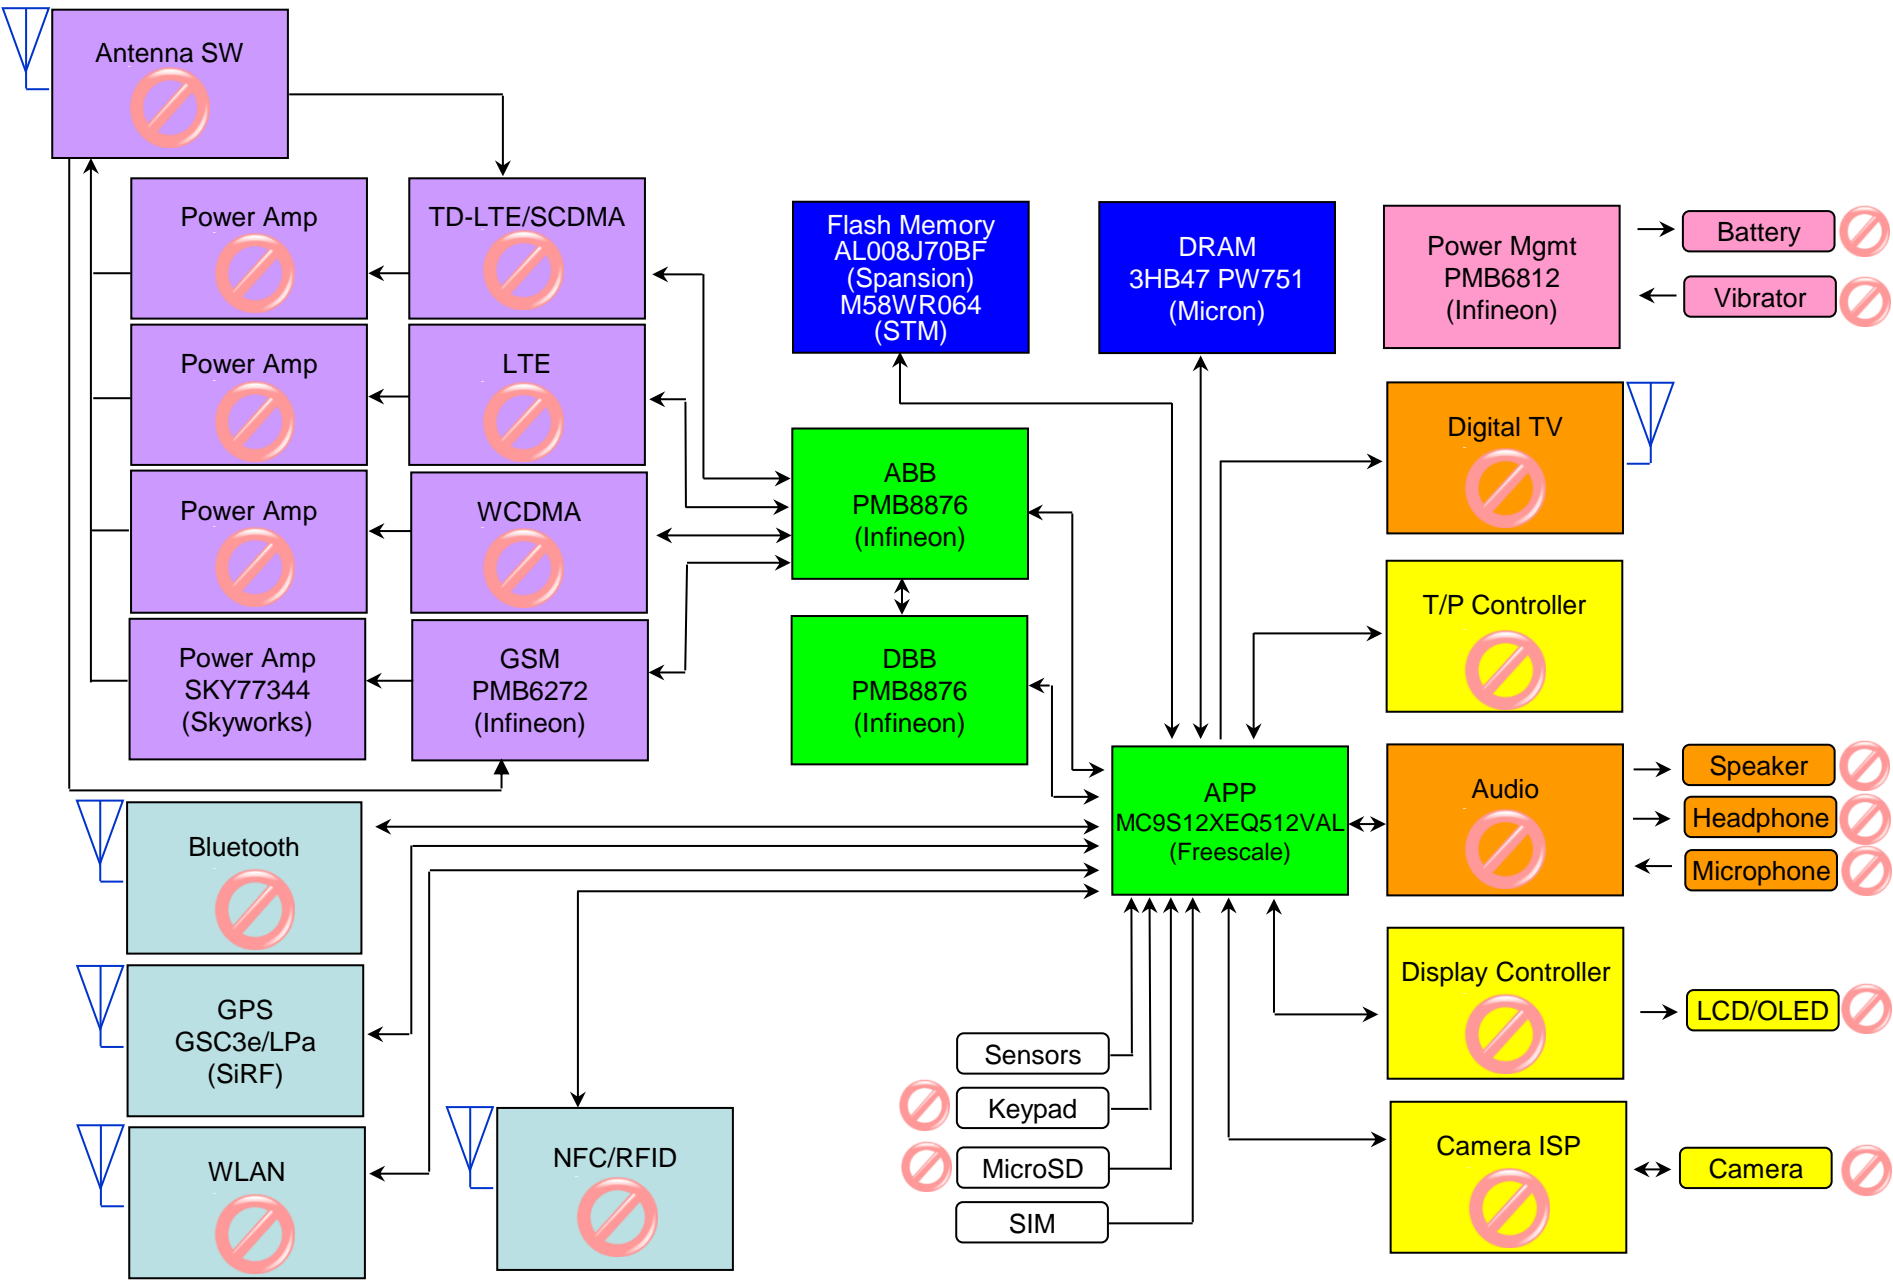 Antenna SW
Power Amp
TD-LTE/SCDMA
Flash Memory
AL008J70BF
(Spansion)
M58WR064
(STM)
DRAM
3HB47 PW751
(Micron)
Power Mgmt
PMB6812
(Infineon)
Battery
Vibrator
Power Amp
LTE
Digital TV
Power Amp
WCDMA
ABB
PMB8876
(Infineon)
T/P Controller
Power Amp
SKY77344
(Skyworks)
GSM
PMB6272
(Infineon)
DBB
PMB8876
(Infineon)
APP
MC9S12XEQ512VAL
(Freescale)
Audio
Speaker
Headphone
Microphone
Bluetooth
GPS
GSC3e/LPa
(SiRF)
Display Controller
LCD/OLED
Sensors
Keypad
MicroSD
SIM
WLAN
NFC/RFID
Camera ISP
Camera